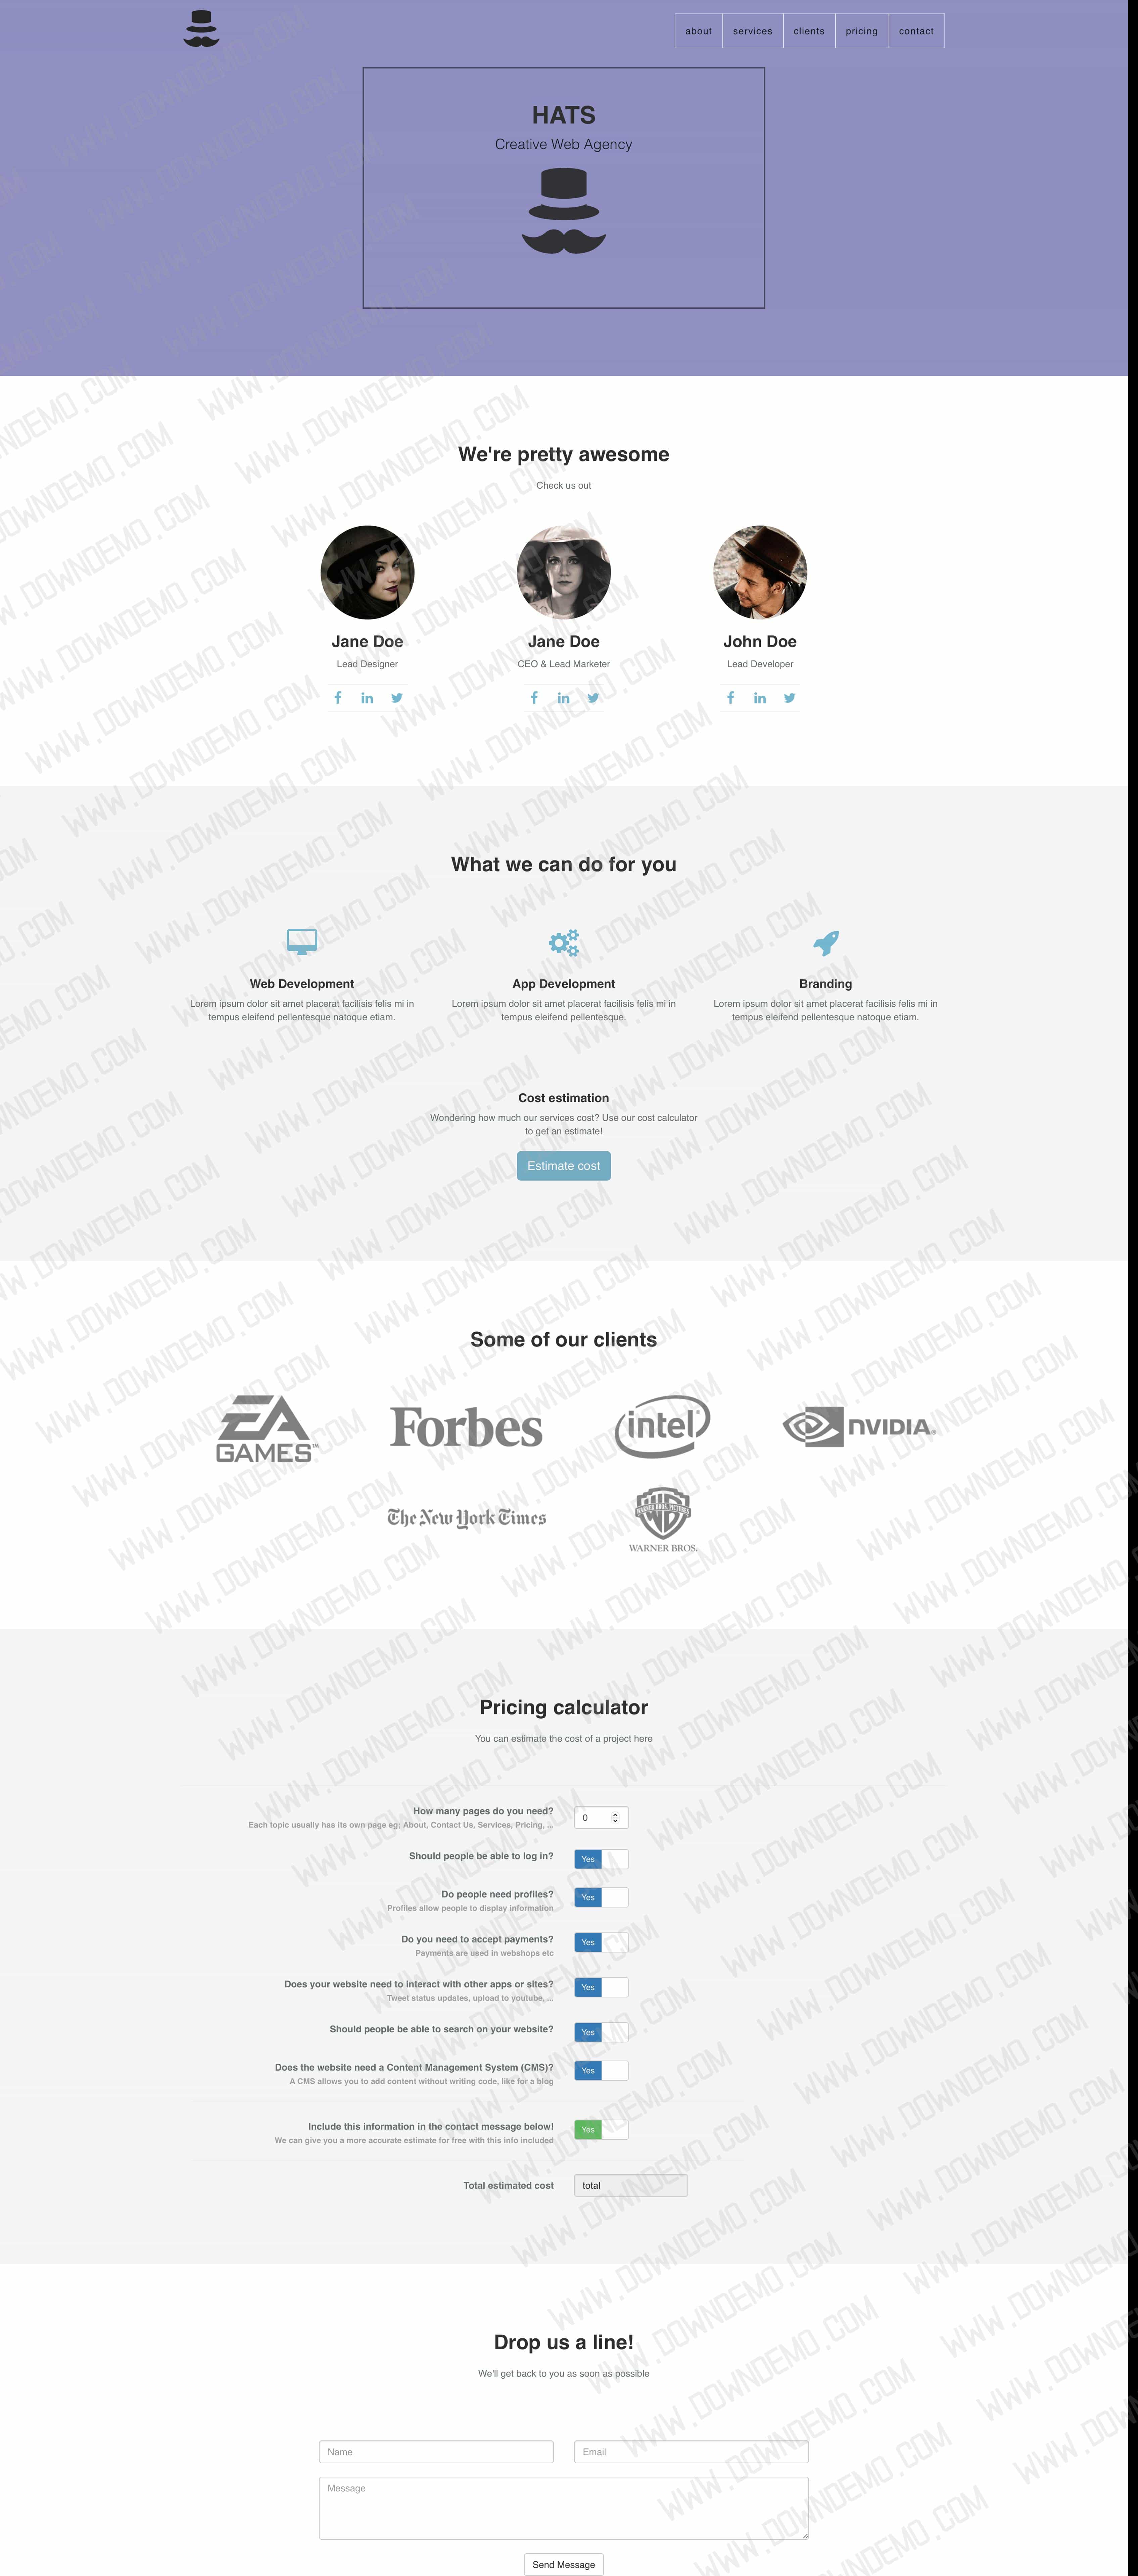 about
services
clients
pricing
contact
HATS
Creative Web Agency
We're pretty awesome
Check us out
Jane Doe
Lead Designer
Jane Doe
CEO & Lead Marketer
John Doe
Lead Developer
What we can do for you
Web Development
Lorem ipsum dolor sit amet placerat facilisis felis mi in
tempus eleifend pellentesque natoque etiam.
App Development
Lorem ipsum dolor sit amet placerat facilisis felis mi in
tempus eleifend pellentesque.
Branding
Lorem ipsum dolor sit amet placerat facilisis felis mi in
tempus eleifend pellentesque natoque etiam.
Cost estimation
Wondering how much our services cost? Use our cost calculator
to get an estimate!
Estimate cost
Some of our clients
EA
GAMES™
Forbes
intel®
NVIDIA®
The New York Times
WARNER BROS. PICTURES
WB
WARNER BROS.
Pricing calculator
You can estimate the cost of a project here
How many pages do you need?
Each topic usually has its own page eg; About, Contact Us, Services, Pricing, ...
0
Should people be able to log in?
Yes
Do people need profiles?
Profiles allow people to display information
Yes
Do you need to accept payments?
Payments are used in webshops etc
Yes
Does your website need to interact with other apps or sites?
Tweet status updates, upload to youtube, ...
Yes
Should people be able to search on your website?
Yes
Does the website need a Content Management System (CMS)?
A CMS allows you to add content without writing code, like for a blog
Yes
Include this information in the contact message below!
We can give you a more accurate estimate for free with this info included
Yes
Total estimated cost
total
Drop us a line!
We'll get back to you as soon as possible
Name
Email
Message
Send Message
WWW.DOWNDEMO.COM